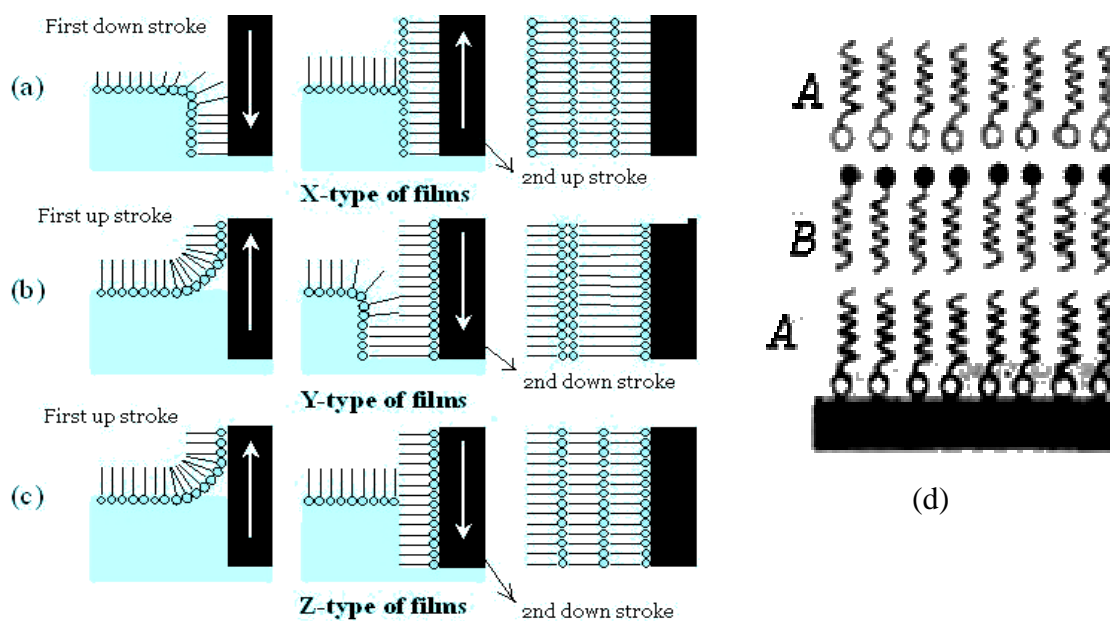 First down stroke
(a)
2nd up stroke
X-type of films
First up stroke
(b)
2nd down stroke
Y-type of films
First up stroke
(c)
2nd down stroke
Z-type of films
A
B
A
(d)